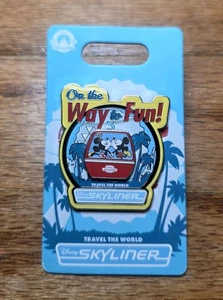 On the
Way to Fun!
TRAVEL THE WORLD
SKYLINER
TRAVEL THE WORLD
Disney SKYLINER